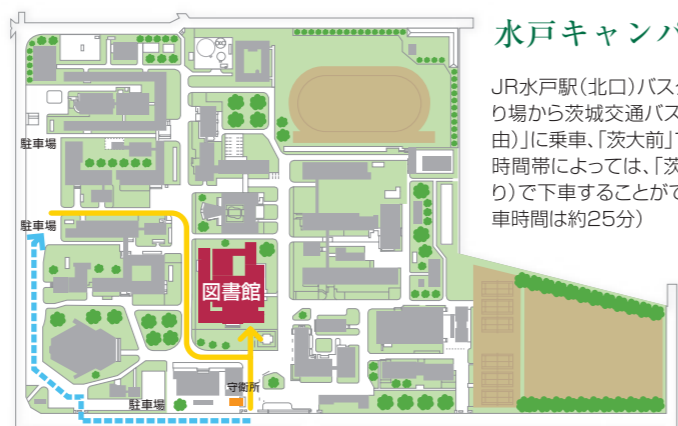 水戸キャンパ
JR水戸駅(北口)バス
り場から茨城交通バス
由)」に乗車、「茨大前」
時間帯によっては、「茨
り)で下車することがで
車時間は約25分)
駐車場
駐車場
図書館
守衛所
駐車場